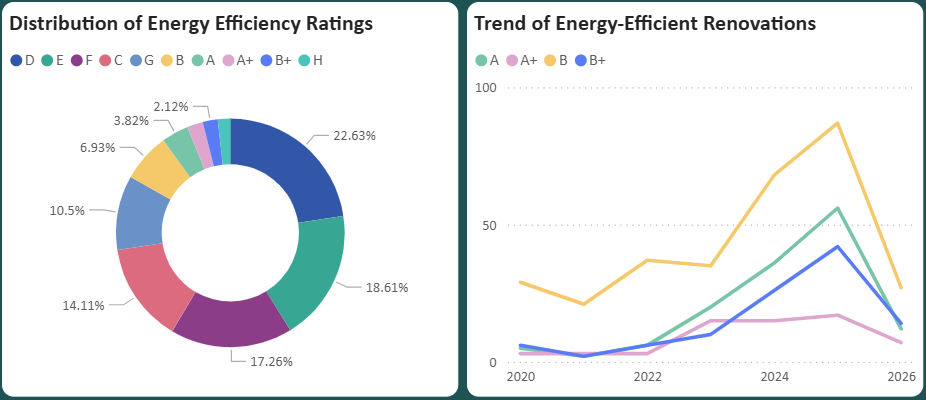 Distribution of Energy Efficiency Ratings
D E F C G B A A+ B+ H
2.12%
3.82%
22.63%
6.93%
10.5%
18.61%
14.11%
17.26%
Trend of Energy-Efficient Renovations
A A+ B B+
100
50
0
2020 2022 2024 2026